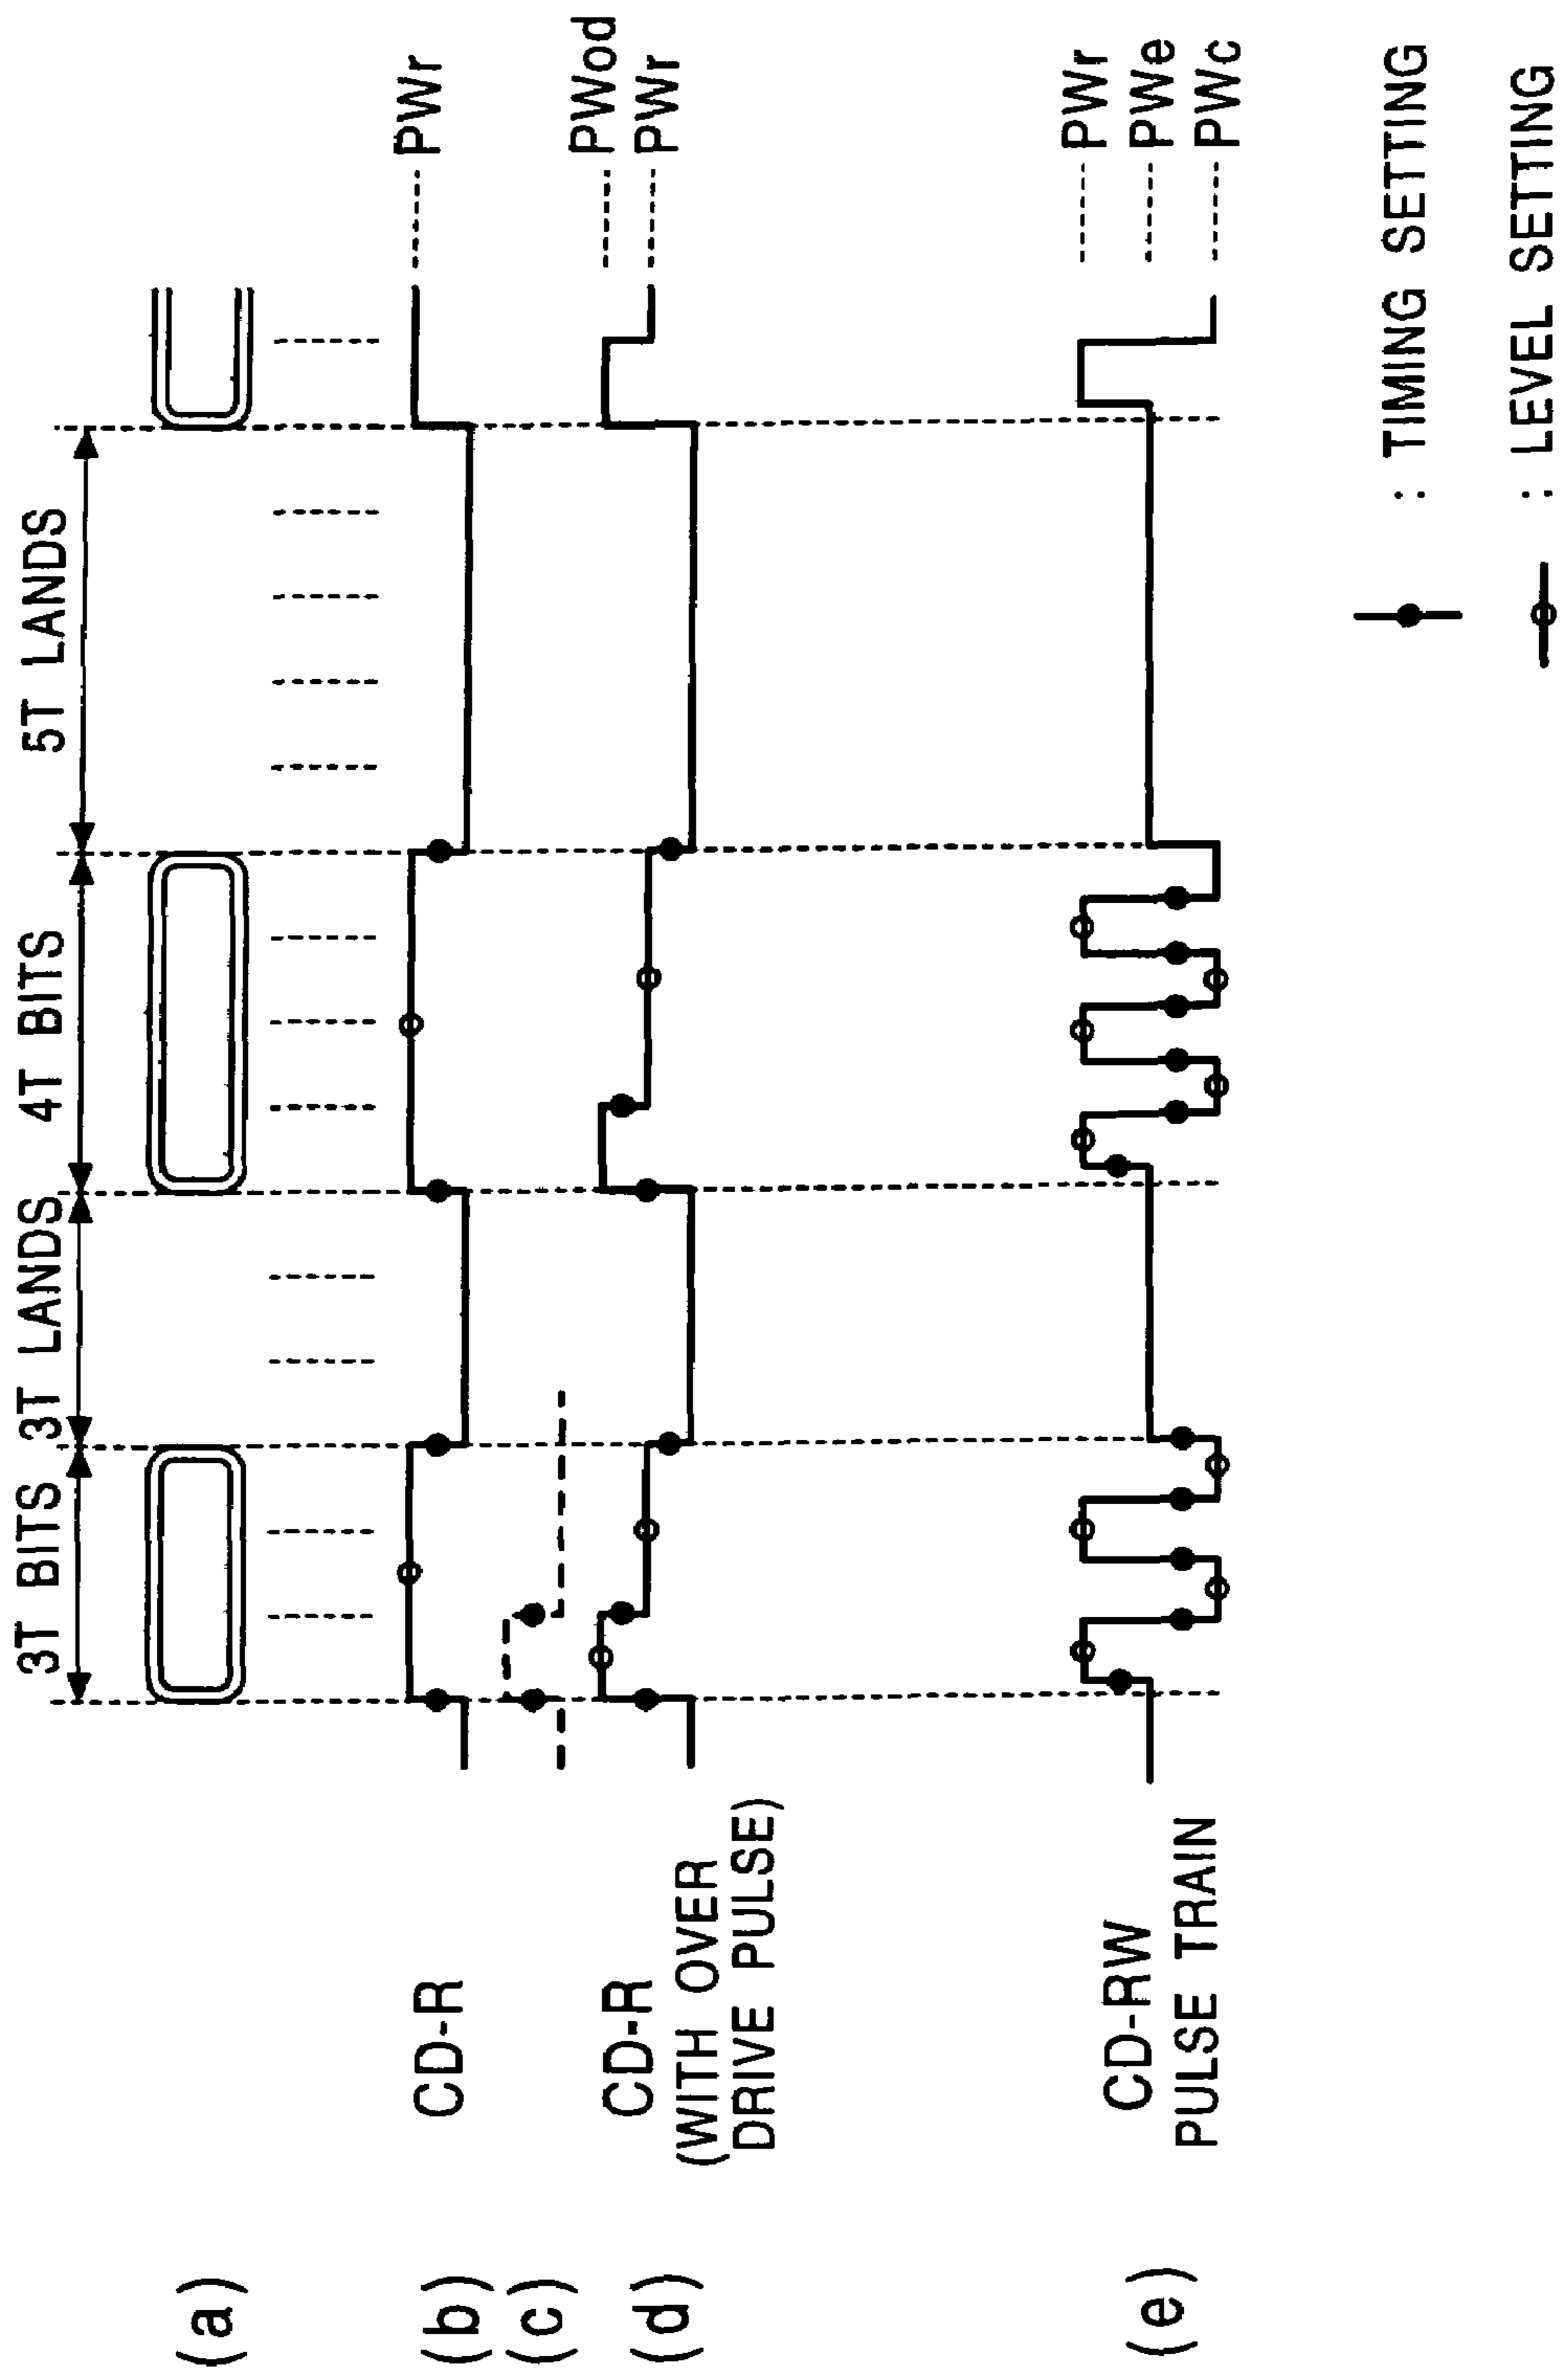 3T BITS 3T LANDS 4T BITS 5T LANDS
(a)
(b) CD-R PWr
(c)
(d) CD-R
(WITH OVER
DRIVE PULSE)
PWod
PWr
(e) CD-RW
PULSE TRAIN
PWr
PWe
PWc
: TIMING SETTING
: LEVEL SETTING